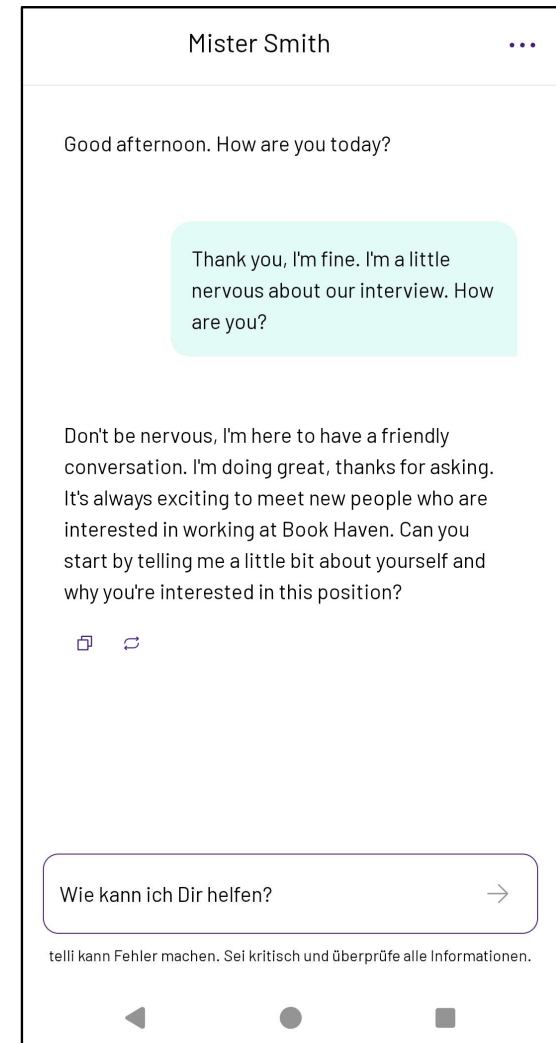 Mister Smith
Good afternoon. How are you today?
Thank you, I'm fine. I'm a little
nervous about our interview. How
are you?
Don't be nervous, I'm here to have a friendly
conversation. I'm doing great, thanks for asking.
It's always exciting to meet new people who are
interested in working at Book Haven. Can you
start by telling me a little bit about yourself and
why you're interested in this position?
Wie kann ich Dir helfen?
telli kann Fehler machen. Sei kritisch und überprüfe alle Informationen.